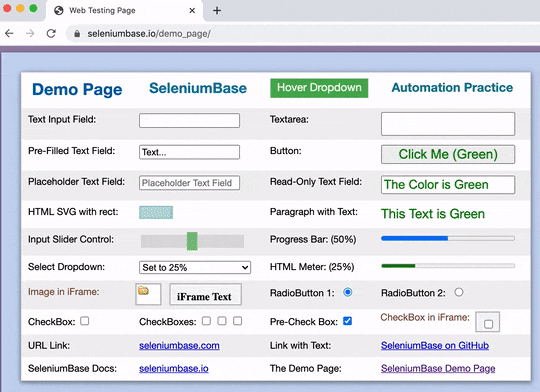 Web Testing Page
seleniumbase.io/demo_page/
Demo Page SeleniumBase Hover Dropdown Automation Practice
Text Input Field: Textarea:
Pre-Filled Text Field: Text... Button: Click Me (Green)
Placeholder Text Field: Placeholder Text Field Read-Only Text Field: The Color is Green
HTML SVG with rect: Paragraph with Text: This Text is Green
Input Slider Control: Progress Bar: (50%)
Select Dropdown: Set to 25% HTML Meter: (25%)
Image in iFrame: iFrame Text RadioButton 1: RadioButton 2:
CheckBox: CheckBoxes: Pre-Check Box: CheckBox in iFrame:
URL Link: seleniumbase.com Link with Text: SeleniumBase on GitHub
SeleniumBase Docs: seleniumbase.io The Demo Page: SeleniumBase Demo Page